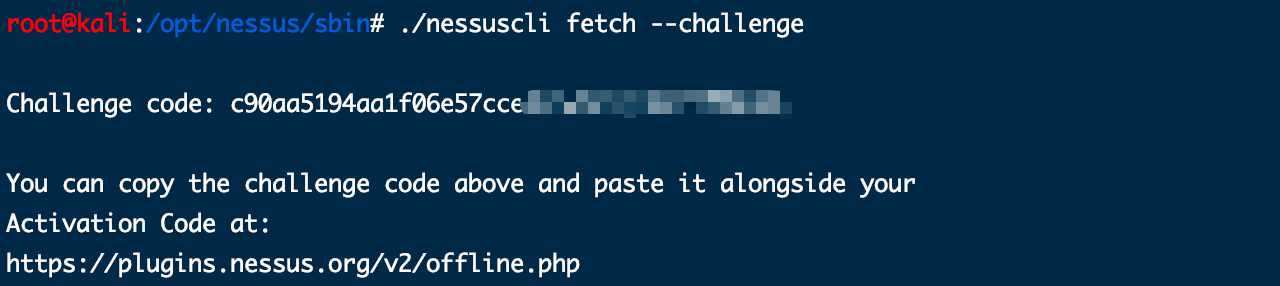 root@kali:/opt/nessus/sbin# ./nessuscli fetch --challenge
Challenge code: c90aa5194aa1f06e57cce
You can copy the challenge code above and paste it alongside your
Activation Code at:
https://plugins.nessus.org/v2/offline.php